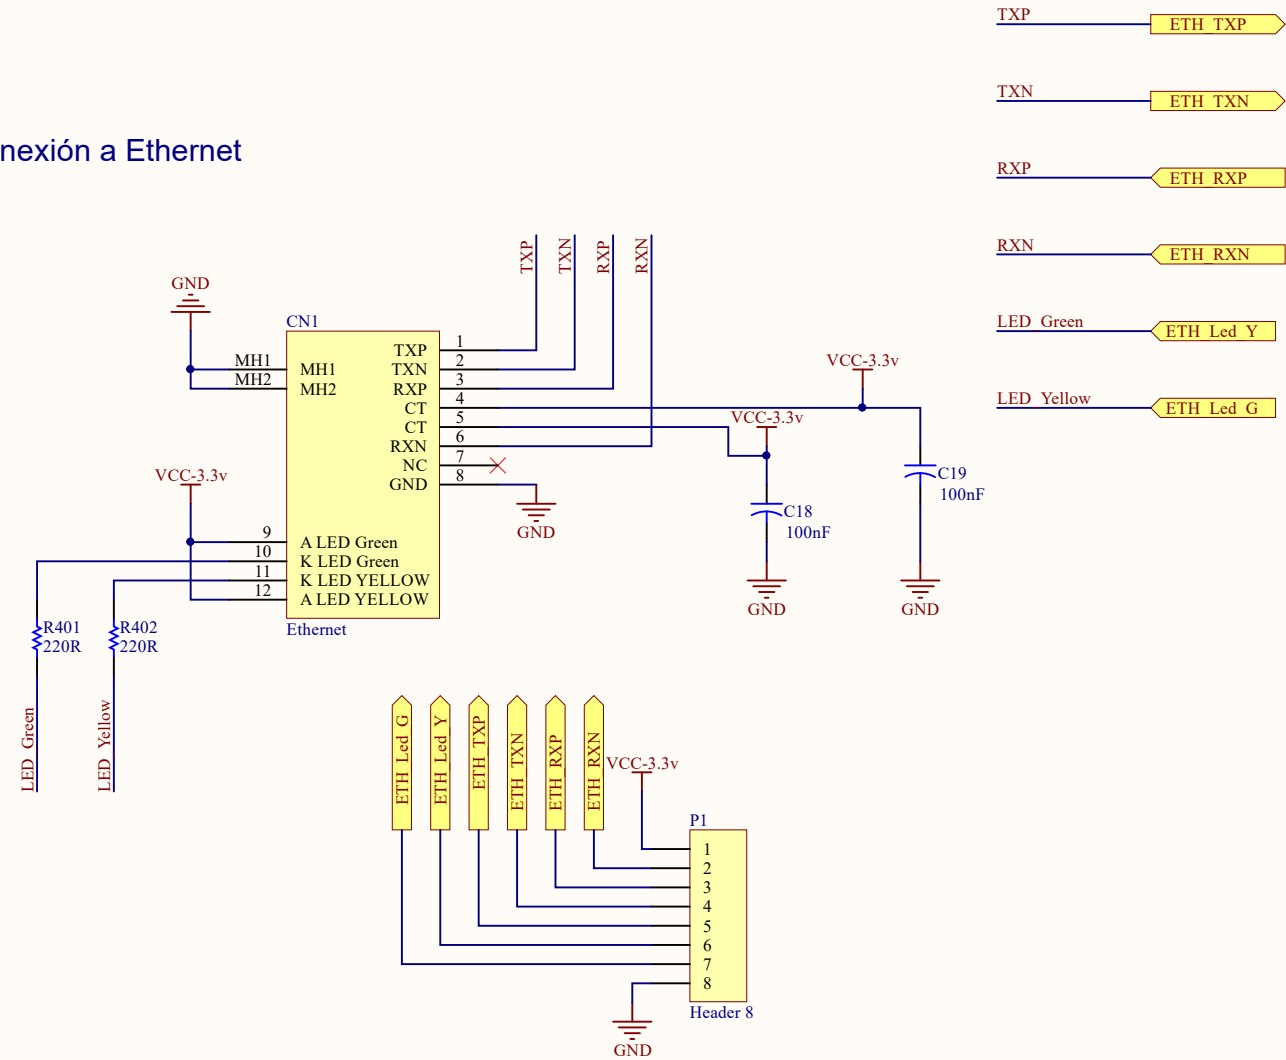 TXP
ETH_TXP
TXN
ETH_TXN
nexión a Ethernet
RXP
ETH_RXP
RXN
ETH_RXN
LED_Green
ETH_Led_Y
LED_Yellow
ETH_Led_G
TXP
TXN
RXP
RXN
GND
CN1
MH1
MH2
MH1
MH2
TXP 1
TXN 2
RXP 3
CT 4
CT 5
RXN 6
NC 7
GND 8
VCC-3.3v
VCC-3.3v
VCC-3.3v
C19
100nF
C18
100nF
GND
GND
GND
9 A LED Green
10 K LED Green
11 K LED YELLOW
12 A LED YELLOW
Ethernet
R401
220R
R402
220R
LED_Green
LED_Yellow
ETH_Led_G
ETH_Led_Y
ETH_TXP
ETH_TXN
ETH_RXP
ETH_RXN
VCC-3.3v
P1
1
2
3
4
5
6
7
8
Header 8
GND